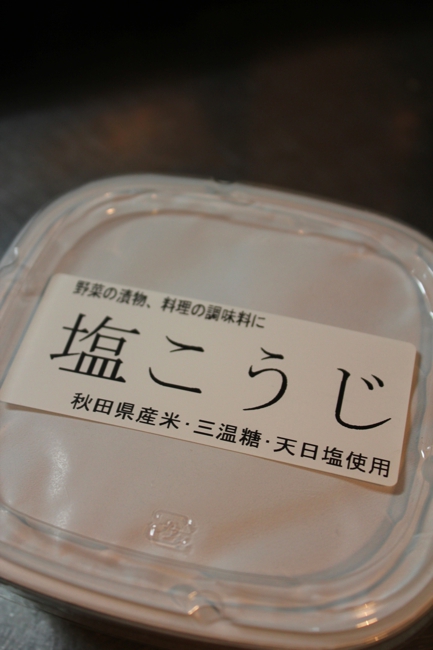 野菜の漬物、料理の調味料に
塩こうじ
秋田県産米・三温糖・天日塩使用